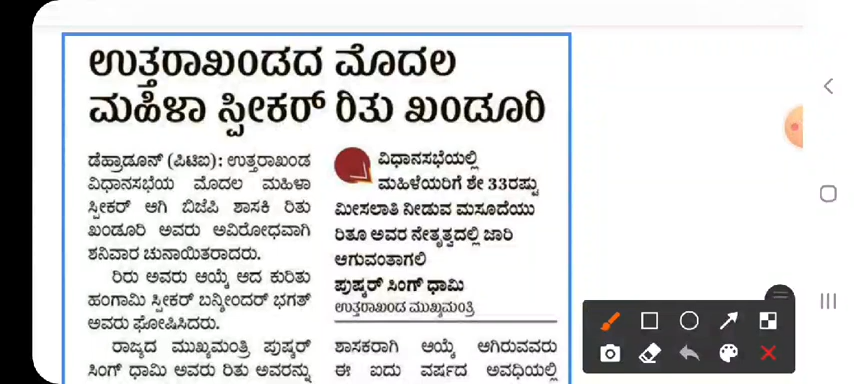 ಉತ್ತರಾಖಂಡದ ಮೊದಲ
ಮಹಿಳಾ ಸ್ಪೀಕರ್ ರಿತು ಖಂಡೂರಿ
ಡೆಹ್ರಾಡೂನ್ (ಪಿಟಿಐ): ಉತ್ತರಾಖಂಡ
ವಿಧಾನಸಭೆಯ ಮೊದಲ ಮಹಿಳಾ
ಸ್ಪೀಕರ್ ಆಗಿ ಬಿಜೆಪಿ ಶಾಸಕಿ ರಿತು
ಖಂಡೂರಿ ಅವರು ಅವಿರೋಧವಾಗಿ
ಶನಿವಾರ ಚುನಾಯಿತರಾದರು.
ರಿರು ಅವರು ಆಯ್ಕೆ ಆದ ಕುರಿತು
ಹಂಗಾಮಿ ಸ್ಪೀಕರ್ ಬನ್ಶೀಂದರ್ ಭಗತ್
ಅವರು ಘೋಷಿಸಿದರು.
ರಾಜ್ಯದ ಮುಖ್ಯಮಂತ್ರಿ ಪುಷ್ಕರ್
ಸಿಂಗ್ ಧಾಮಿ ಅವರು ರಿತು ಅವರನ್ನು
ವಿಧಾನಸಭೆಯಲ್ಲಿ
ಮಹಿಳೆಯರಿಗೆ ಶೇ 33ರಷ್ಟು
ಮೀಸಲಾತಿ ನೀಡುವ ಮಸೂದೆಯು
ರಿತೂ ಅವರ ನೇತೃತ್ವದಲ್ಲಿ ಜಾರಿ
ಆಗುವಂತಾಗಲಿ
ಪುಷ್ಕರ್ ಸಿಂಗ್ ಧಾಮಿ
ಉತ್ತರಾಖಂಡ ಮುಖ್ಯಮಂತ್ರಿ
ಶಾಸಕರಾಗಿ ಆಯ್ಕೆ ಆಗಿರುವವರು
ಈ ಐದು ವರ್ಷದ ಅವಧಿಯಲ್ಲಿ